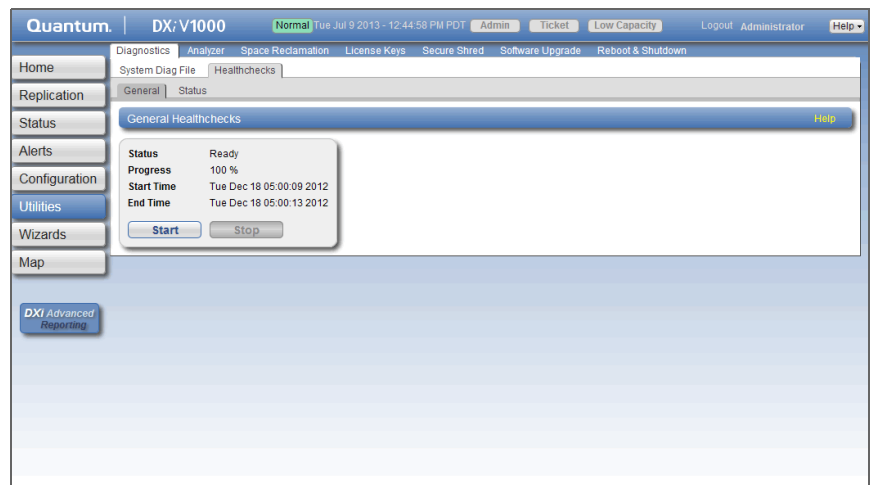 Quantum. | DXi V1000 Normal Tue Jul 9 2013 - 12:44:58 PM PDT Admin Ticket Low Capacity Logout Administrator Help
Diagnostics Analyzer Space Reclamation License Keys Secure Shred Software Upgrade Reboot & Shutdown
System Diag File Healthchecks
General Status
Home
Replication
Status
Alerts
Configuration
Utilities
Wizards
Map
DXi Advanced
Reporting
General Healthchecks Help
Status Ready
Progress 100 %
Start Time Tue Dec 18 05:00:09 2012
End Time Tue Dec 18 05:00:13 2012
Start Stop